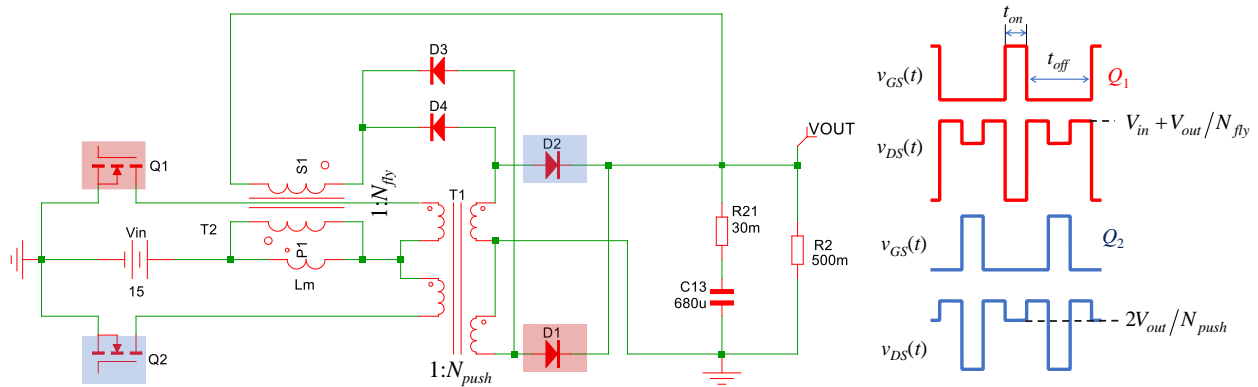 D3
D4
D2
VOUT
Q1
S1
1:N_fly
T1
R21
30m
T2
Vin
P1
Lm
15
R2
500m
C13
680u
Q2
D1
1:N_push
t_on
v_GS(t)
t_off
Q_1
V_in + V_out/N_fly
v_DS(t)
v_GS(t)
Q_2
2V_out/N_push
v_DS(t)